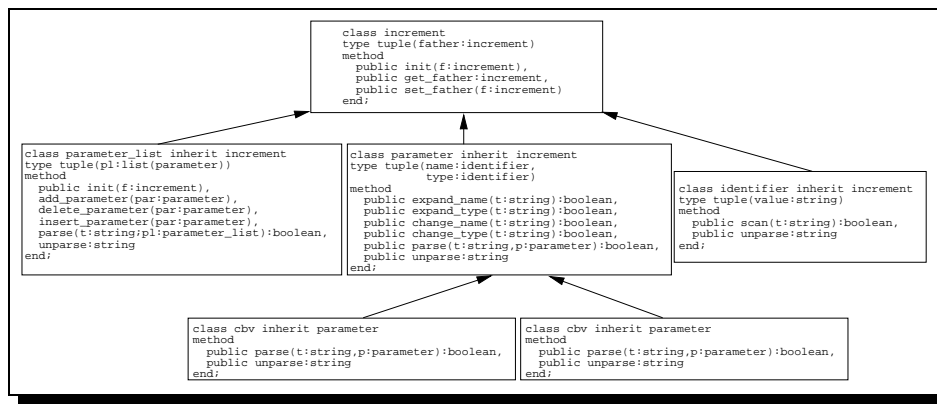 class increment
type tuple(father:increment)
method
public init(f:increment),
public get_father:increment,
public set_father(f:increment)
end;
class parameter_list inherit increment
type tuple(pl:list(parameter))
method
public init(f:increment),
add_parameter(par:parameter),
delete_parameter(par:parameter),
insert_parameter(par:parameter),
parse(t:string;pl:parameter_list):boolean,
unparse:string
end;
class parameter inherit increment
type tuple(name:identifier,
type:identifier)
method
public expand_name(t:string):boolean,
public expand_type(t:string):boolean,
public change_name(t:string):boolean,
public change_type(t:string):boolean,
public parse(t:string,p:parameter):boolean,
public unparse:string
end;
class identifier inherit increment
type tuple(value:string)
method
public scan(t:string):boolean,
public unparse:string
end;
class cbv inherit parameter
method
public parse(t:string,p:parameter):boolean,
public unparse:string
end;
class cbv inherit parameter
method
public parse(t:string,p:parameter):boolean,
public unparse:string
end;